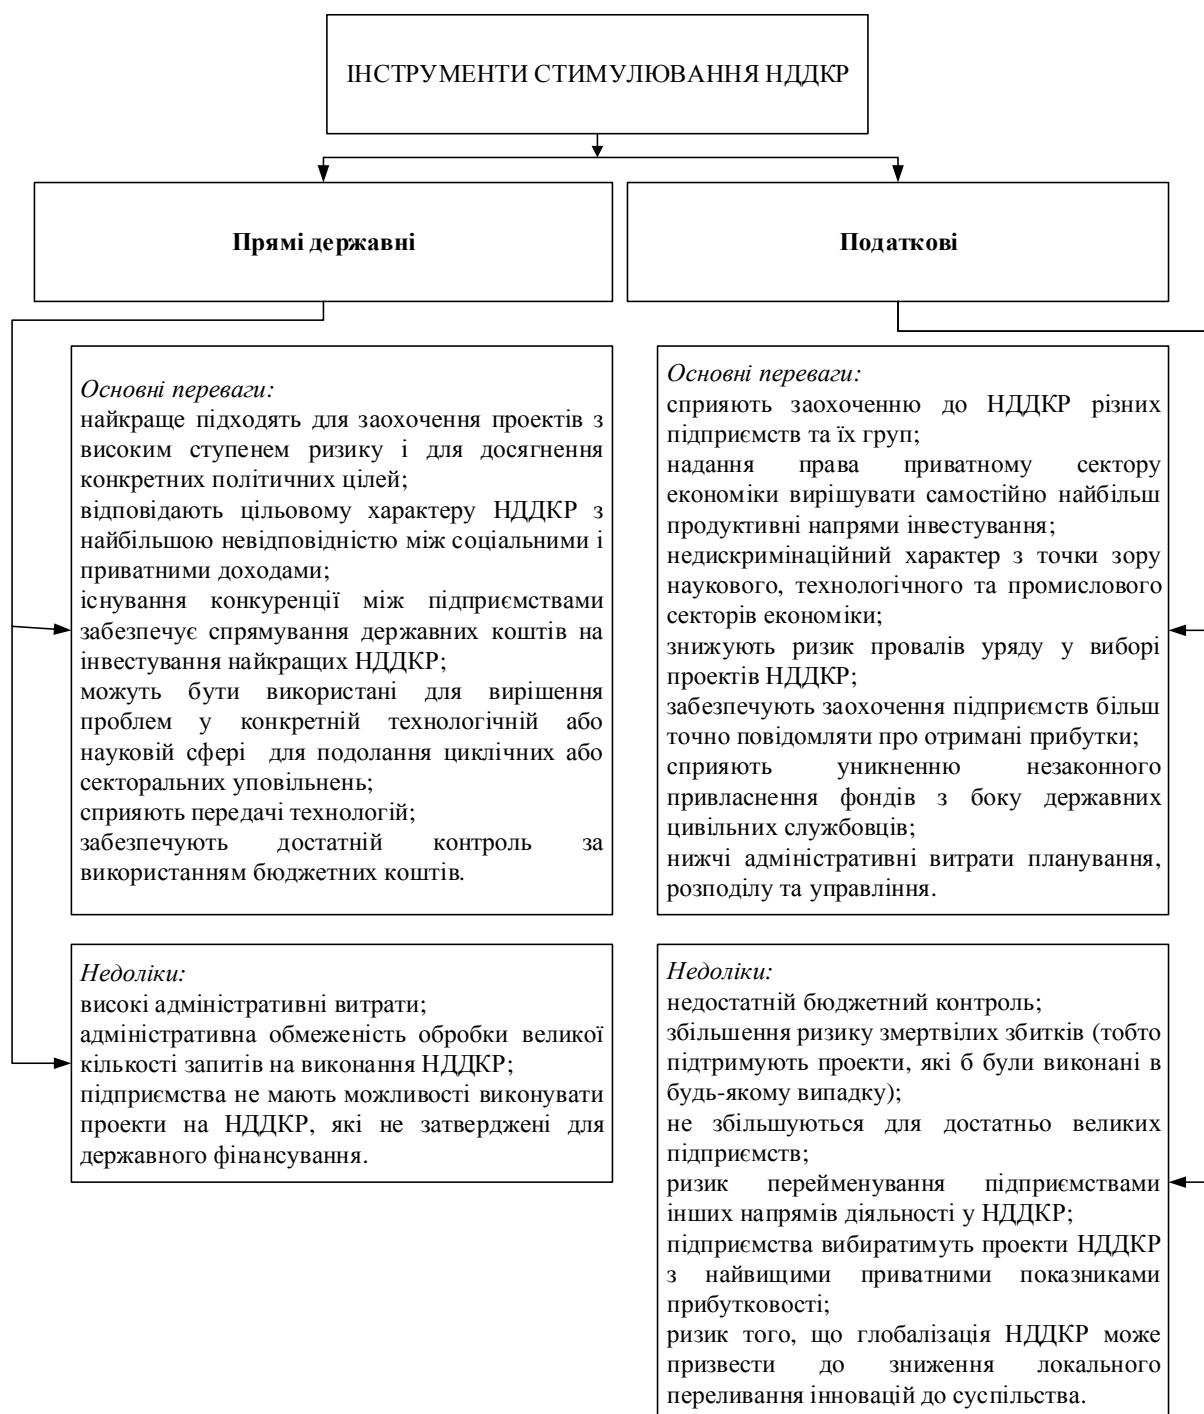 ІНСТРУМЕНТИ СТИМУЛЮВАННЯ НДДКР
Прямі державні
Податкові
Основні переваги:
найкраще підходять для заохочення проектів з
високим ступенем ризику і для досягнення
конкретних політичних цілей;
відповідають цільовому характеру НДДКР з
найбільшою невідповідністю між соціальними і
приватними доходами;
існування конкуренції між підприємствами
забезпечує спрямування державних коштів на
інвестування найкращих НДДКР;
можуть бути використані для вирішення
проблем у конкретній технологічній або
науковій сфері для подолання циклічних або
секторальних уповільнень;
сприяють передачі технологій;
забезпечують достатній контроль за
використанням бюджетних коштів.
Недоліки:
високі адміністративні витрати;
адміністративна обмеженість обробки великої
кількості запитів на виконання НДДКР;
підприємства не мають можливості виконувати
проекти на НДДКР, які не затверджені для
державного фінансування.
Основні переваги:
сприяють заохоченню до НДДКР різних
підприємств та їх груп;
надання права приватному сектору
економіки вирішувати самостійно найбільш
продуктивні напрями інвестування;
недискримінаційний характер з точки зору
наукового, технологічного та промислового
секторів економіки;
знижують ризик провалів уряду у виборі
проектів НДДКР;
забезпечують заохочення підприємств більш
точно повідомляти про отримані прибутки;
сприяють уникненню незаконного
привласнення фондів з боку державних
цивільних службовців;
нижчі адміністративні витрати планування,
розподілу та управління.
Недоліки:
недостатній бюджетний контроль;
збільшення ризику змертвілих збитків (тобто
підтримують проекти, які б були виконані в
будь-якому випадку);
не збільшуються для достатньо великих
підприємств;
ризик перейменування підприємствами
інших напрямів діяльності у НДДКР;
підприємства вибиратимуть проекти НДДКР
з найвищими приватними показниками
прибутковості;
ризик того, що глобалізація НДДКР може
призвести до зниження локального
переливання інновацій до суспільства.